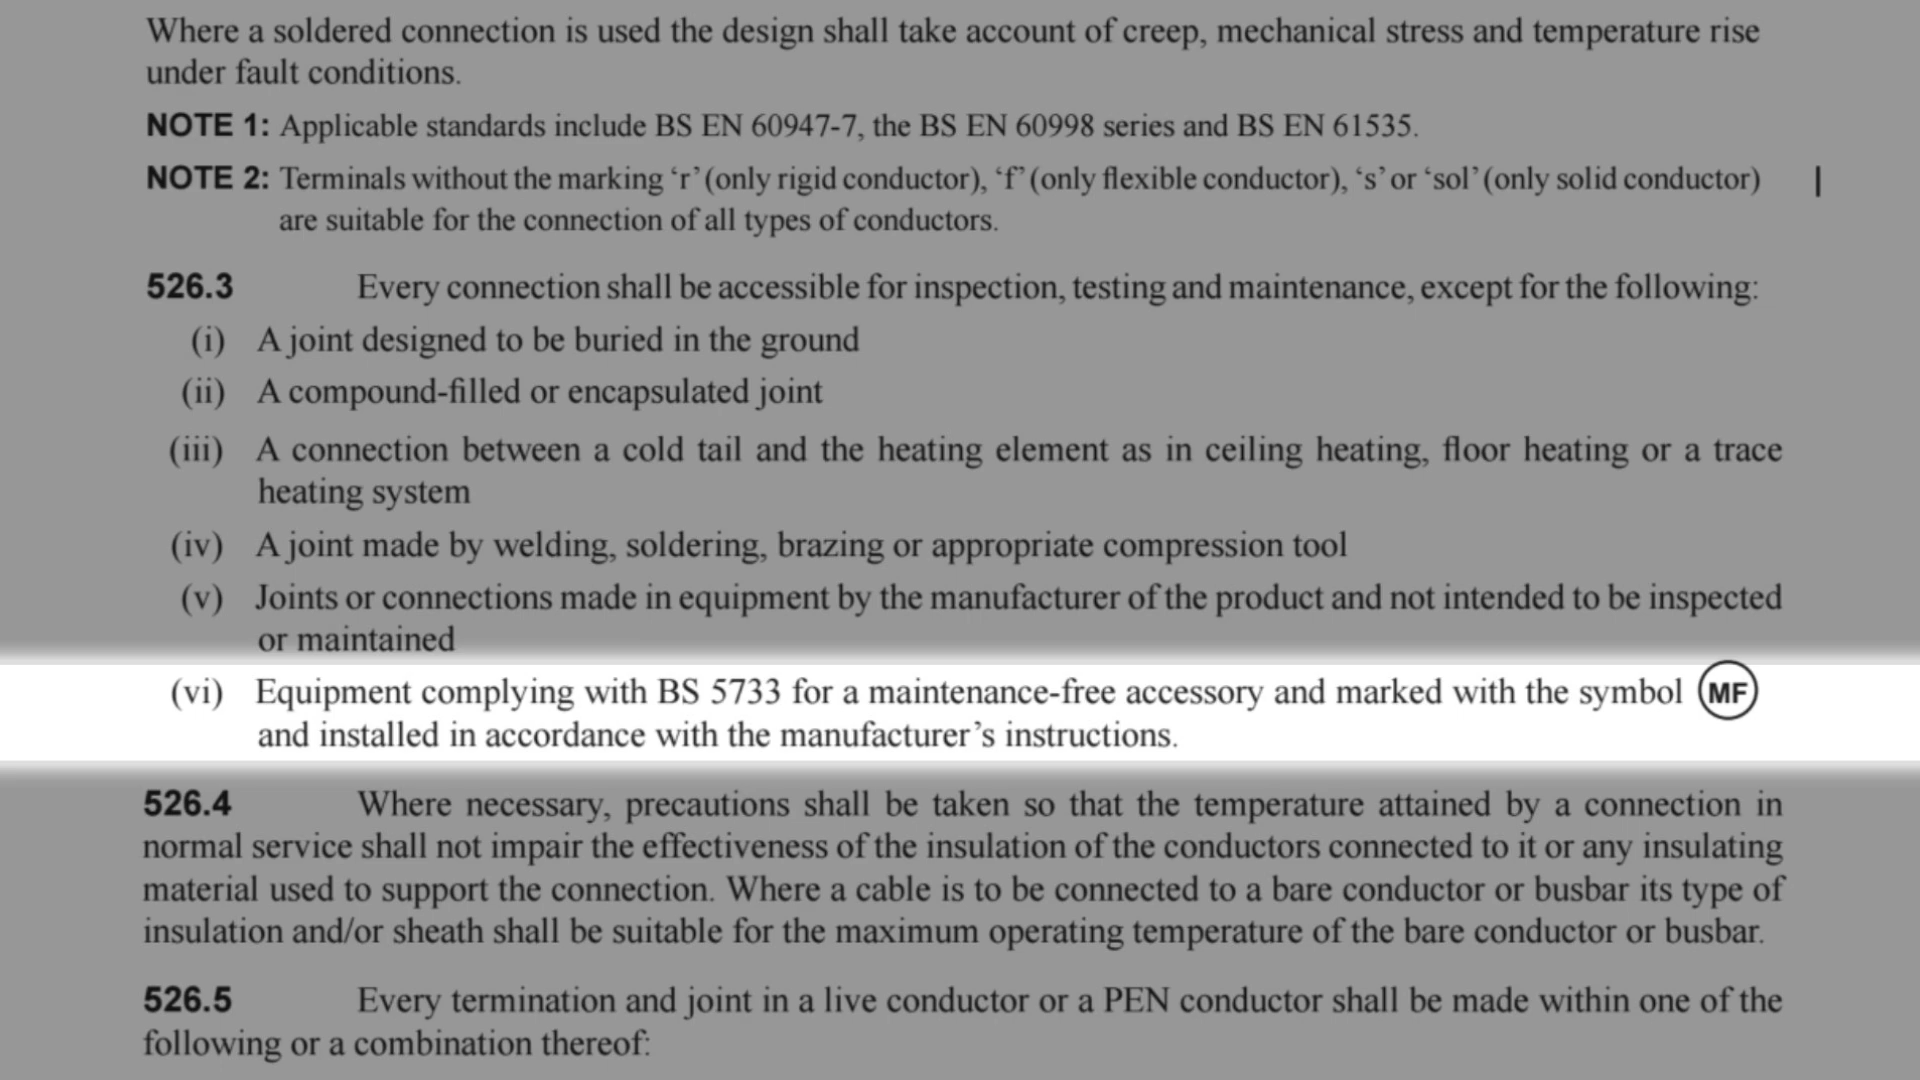 Where a soldered connection is used the design shall take account of creep, mechanical stress and temperature rise
under fault conditions.
NOTE 1: Applicable standards include BS EN 60947-7, the BS EN 60998 series and BS EN 61535.
NOTE 2: Terminals without the marking ‘r’ (only rigid conductor), ‘f’ (only flexible conductor), ‘s’ or ‘sol’ (only solid conductor)
are suitable for the connection of all types of conductors.
526.3 Every connection shall be accessible for inspection, testing and maintenance, except for the following:
(i) A joint designed to be buried in the ground
(ii) A compound-filled or encapsulated joint
(iii) A connection between a cold tail and the heating element as in ceiling heating, floor heating or a trace
heating system
(iv) A joint made by welding, soldering, brazing or appropriate compression tool
(v) Joints or connections made in equipment by the manufacturer of the product and not intended to be inspected
or maintained
(vi) Equipment complying with BS 5733 for a maintenance-free accessory and marked with the symbol MF
and installed in accordance with the manufacturer’s instructions.
526.4 Where necessary, precautions shall be taken so that the temperature attained by a connection in
normal service shall not impair the effectiveness of the insulation of the conductors connected to it or any insulating
material used to support the connection. Where a cable is to be connected to a bare conductor or busbar its type of
insulation and/or sheath shall be suitable for the maximum operating temperature of the bare conductor or busbar.
526.5 Every termination and joint in a live conductor or a PEN conductor shall be made within one of the
following or a combination thereof: